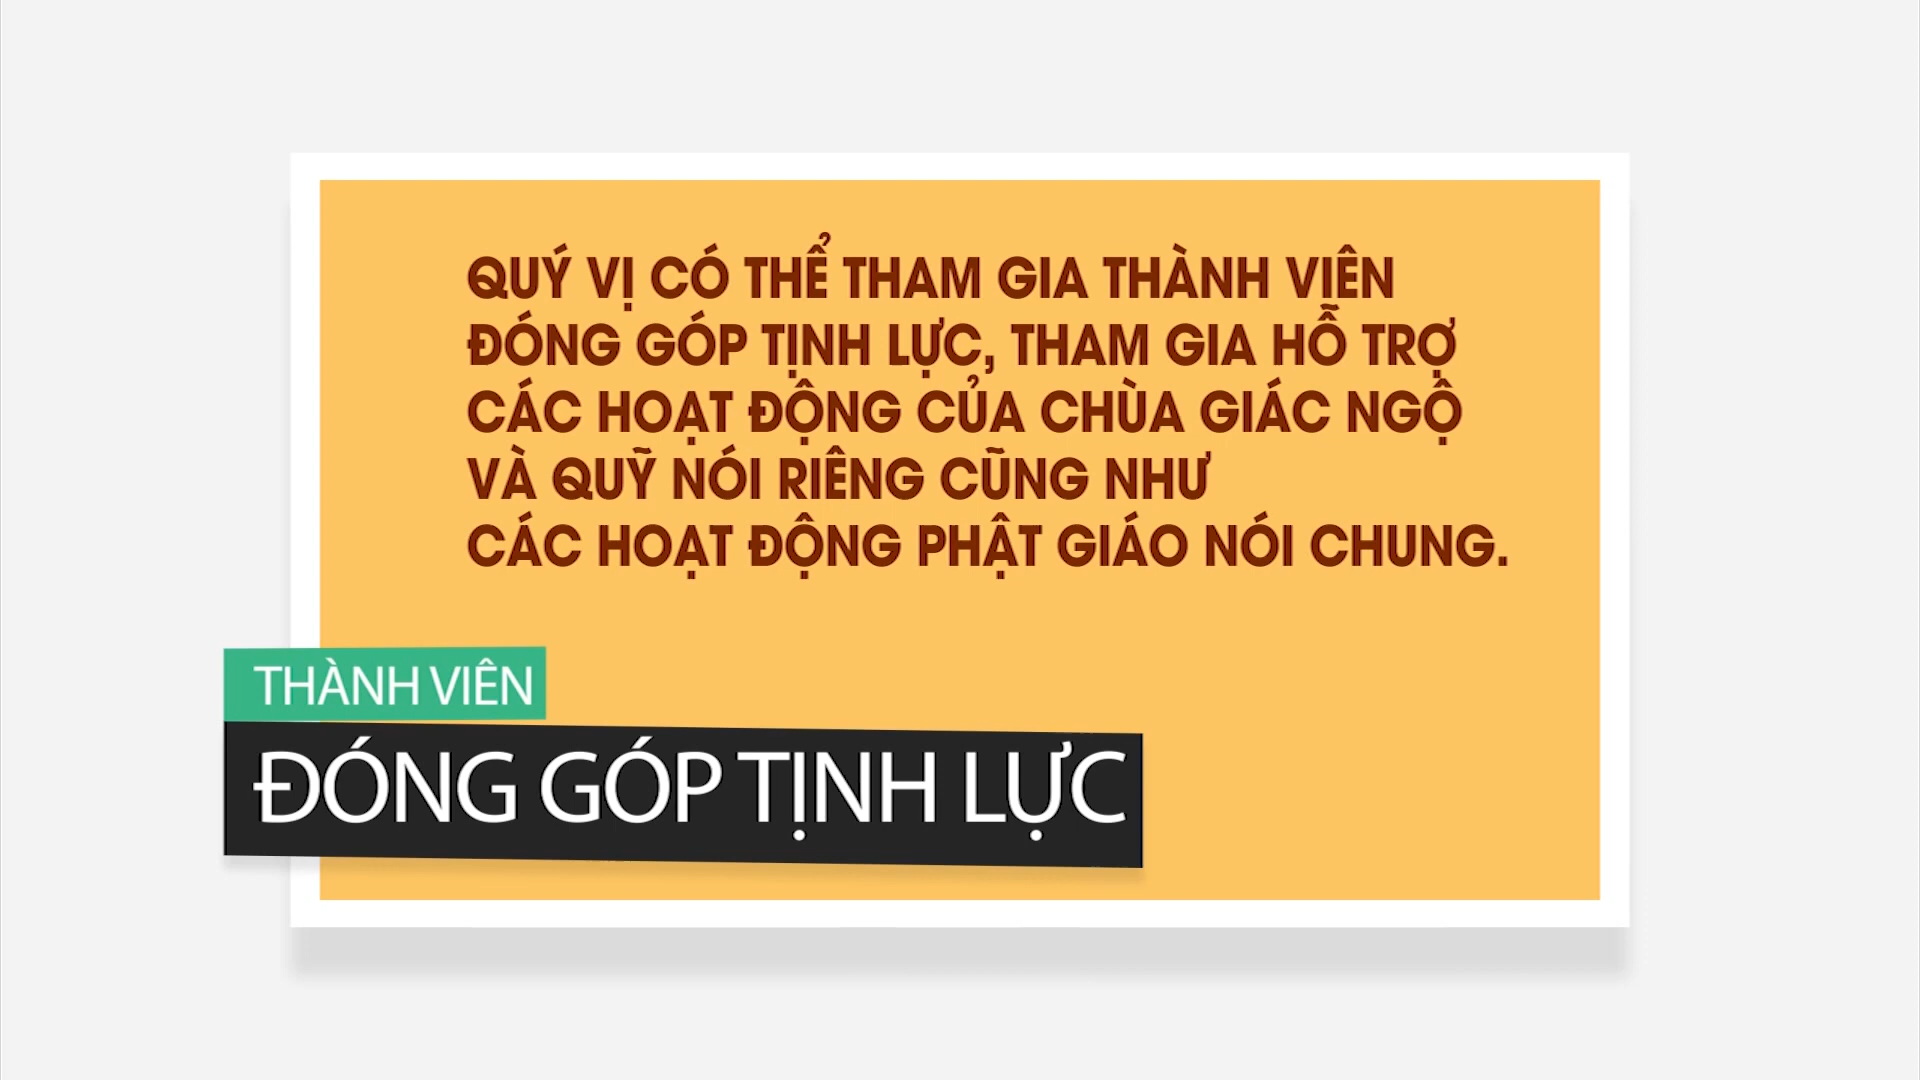 QUÝ VỊ CÓ THỂ THAM GIA THÀNH VIÊN
ĐÓNG GÓP TỊNH LỰC, THAM GIA HỖ TRỢ
CÁC HOẠT ĐỘNG CỦA CHÙA GIÁC NGỘ
VÀ QUỸ NÓI RIÊNG CŨNG NHƯ
CÁC HOẠT ĐỘNG PHẬT GIÁO NÓI CHUNG.
THÀNH VIÊN
ĐÓNG GÓP TỊNH LỰC